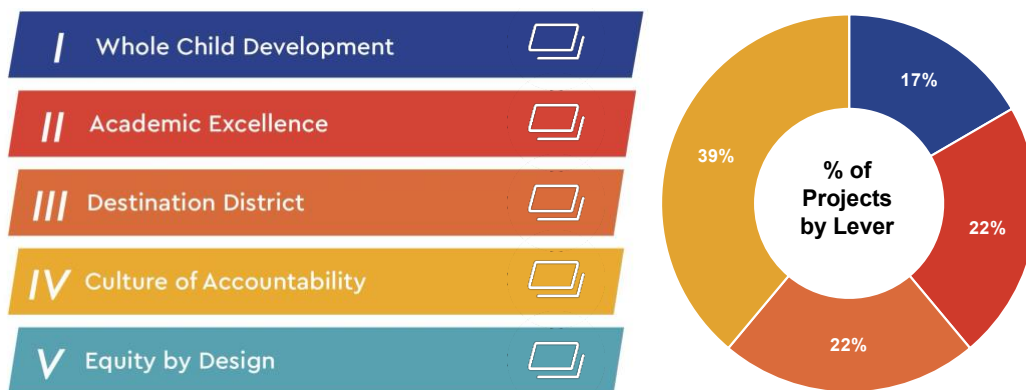 I Whole Child Development
II Academic Excellence
III Destination District
IV Culture of Accountability
V Equity by Design
17%
39%
% of
Projects
by Lever
22%
22%